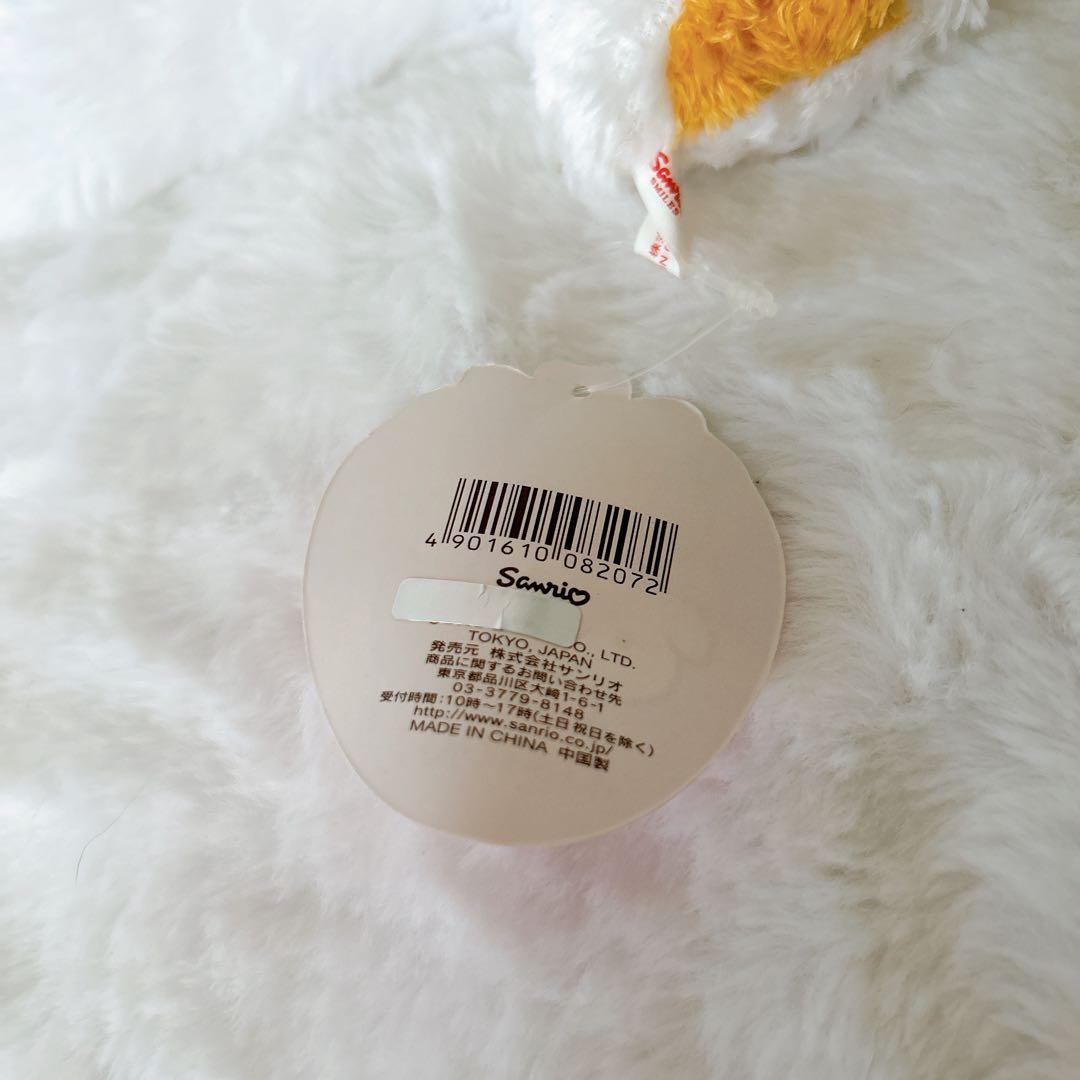 SMILES
4 901610 082072
Sanrio
TOKYO, JAPAN
発売元 株式会社サンリオ
商品に関するお問い合わせ先
東京都品川区大崎1-6-1
03-3779-8148
受付時間:10時〜17時(土日祝日を除く)
http://www.sanrio.co.jp/
MADE IN CHINA 中国製